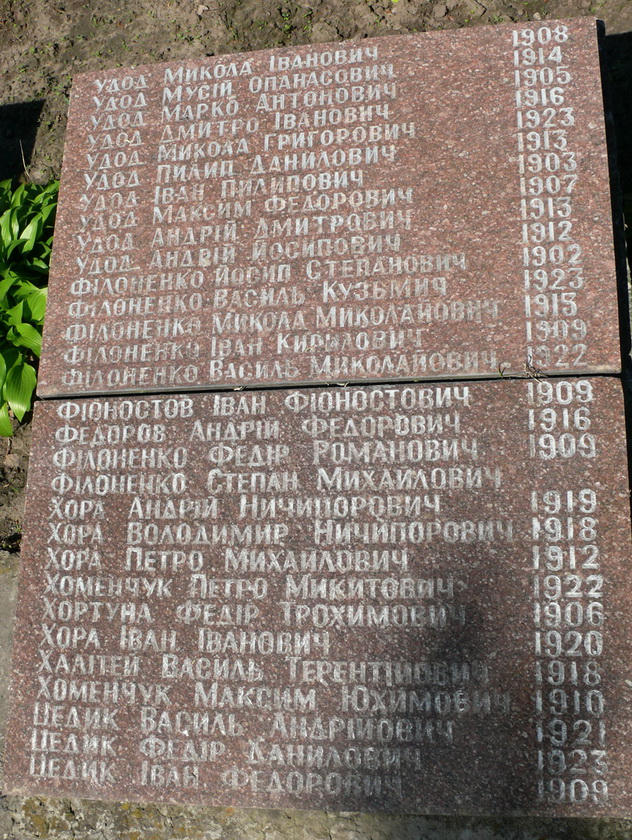 УДОД МИКОЛА ІВАНОВИЧ 1908
УДОД МУСІЙ ОПАНАСОВИЧ 1914
УДОД МАРКО АНТОНОВИЧ 1905
УДОД ДМИТРО ІВАНОВИЧ 1916
УДОД МИКОЛА ГРИГОРОВИЧ 1923
УДОД ПИЛИП ДАНИЛОВИЧ 1913
УДОД ІВАН ПИЛИПОВИЧ 1903
УДОД МАКСИМ ФЕДОРОВИЧ 1907
УДОД АНДРІЙ ДМИТРОВИЧ 1913
УДОД АНДРІЙ ЙОСИПОВИЧ 1912
ФІЛОНЕНКО ЙОСИП СТЕПАНОВИЧ 1902
ФІЛОНЕНКО ВАСИЛЬ КУЗЬМИЧ 1923
ФІЛОНЕНКО МИКОЛА МИКОЛАЙОВИЧ 1915
ФІЛОНЕНКО ІВАН КИРИЛОВИЧ 1909
ФІЛОНЕНКО ВАСИЛЬ МИКОЛАЙОВИЧ 1922
ФІОНОСТОВ ІВАН ФІОНОСТОВИЧ 1909
ФЕДОРОВ АНДРІЙ ФЕДОРОВИЧ 1916
ФІЛОНЕНКО ФЕДІР РОМАНОВИЧ 1909
ФІЛОНЕНКО СТЕПАН МИХАЙЛОВИЧ
ХОРА АНДРІЙ НИЧИПОРОВИЧ 1919
ХОРА ВОЛОДИМИР НИЧИПОРОВИЧ 1918
ХОРА ПЕТРО МИХАЙЛОВИЧ 1912
ХОМЕНЧУК ПЕТРО МИКИТОВИЧ 1922
ХОРТУНА ФЕДІР ТРОХИМОВИЧ 1906
ХОРА ІВАН ІВАНОВИЧ 1920
ХАЛІТЕЙ ВАСИЛЬ ТЕРЕНТІЙОВИЧ 1918
ХОМЕНЧУК МАКСИМ ЮХИМОВИЧ 1910
ЦЕДИК ВАСИЛЬ АНДРІЙОВИЧ 1921
ЦЕДИК ФЕДІР ДАНИЛОВИЧ 1923
ЦЕДИК ІВАН ФЕДОРОВИЧ 1909